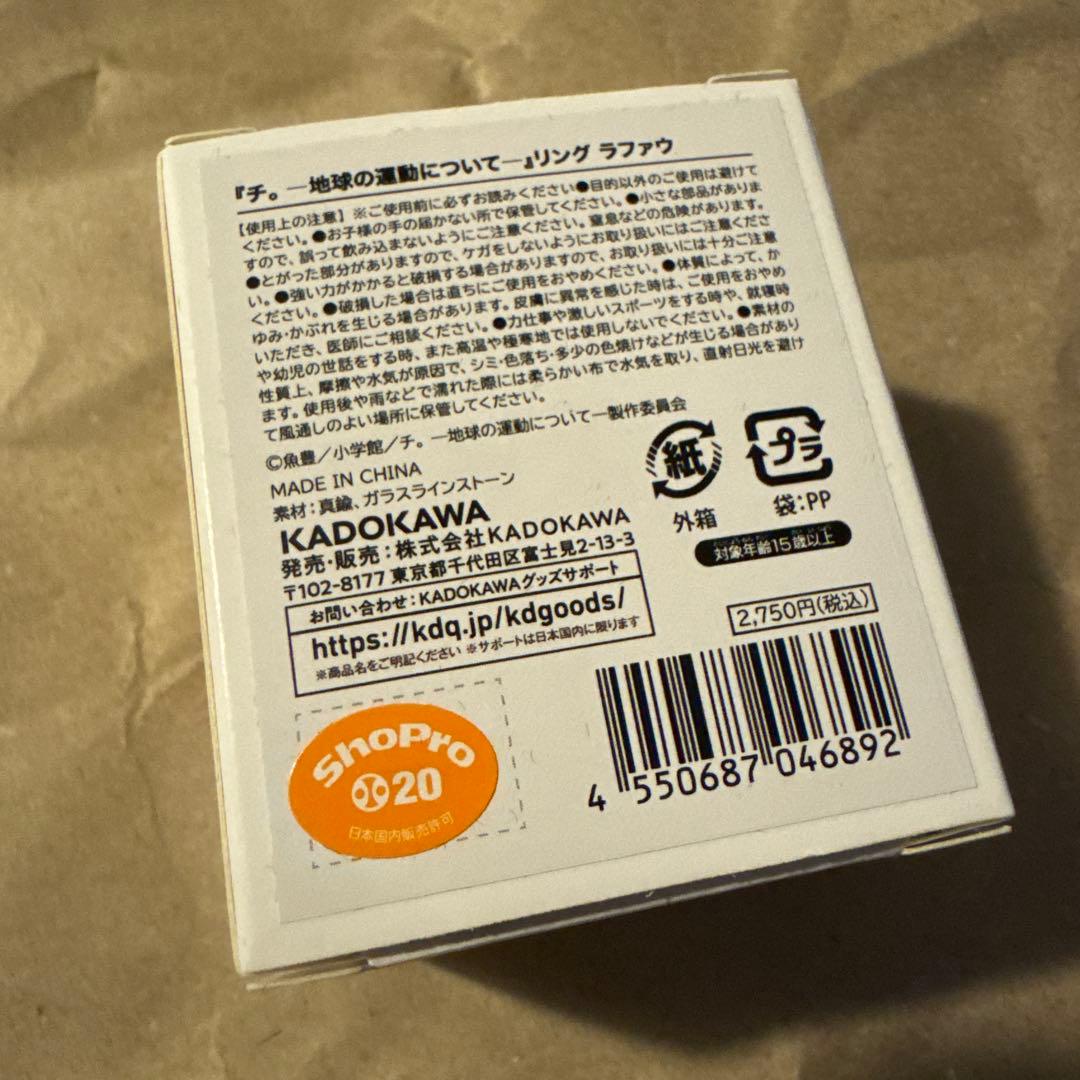 『チ。―地球の運動について―』リング ラファウ
【使用上の注意】※ご使用前に必ずお読みください●目的以外のご使用は避けて
ください。●お子様の手の届かない所で保管してください。●小さな部品がありま
すので、誤って飲み込まないようにご注意ください。窒息などの危険があります。
●とがった部分がありますので、ケガをしないようにお取り扱いにはご注意くださ
い。●強い力がかかると破損する場合がありますので、お取り扱いには十分ご注意
ください。●破損した場合は直ちにご使用をおやめください。●体質によって、か
ゆみ・かぶれを生じる場合があります。皮膚に異常を感じた時は、ご使用をおやめ
いただき、医師にご相談ください。●力仕事や激しいスポーツをする時や、就寝時
や幼児の世話をする時、また高温や極寒地では使用しないでください。●素材の
性質上、摩擦や水気が原因で、シミ・色落ち・多少の色焼けなどが生じる場合があり
ます。使用後や雨などで濡れた際には柔らかい布で水気を取り、直射日光を避け
て風通しのよい場所に保管してください。
©魚豊／小学館／チ。 ―地球の運動について―製作委員会
MADE IN CHINA
素材：真鍮、ガラスラインストーン
KADOKAWA
発売・販売：株式会社KADOKAWA
〒102-8177 東京都千代田区富士見2-13-3
お問い合わせ：KADOKAWAグッズサポート
https://kdq.jp/kdgoods/
※商品名をご明記ください ※サポートは日本国内に限ります
紙
外箱
プラ
袋：PP
対象年齢15歳以上
2,750円(税込)
4 550687 046892
ShoPro
20
日本国内販売許可